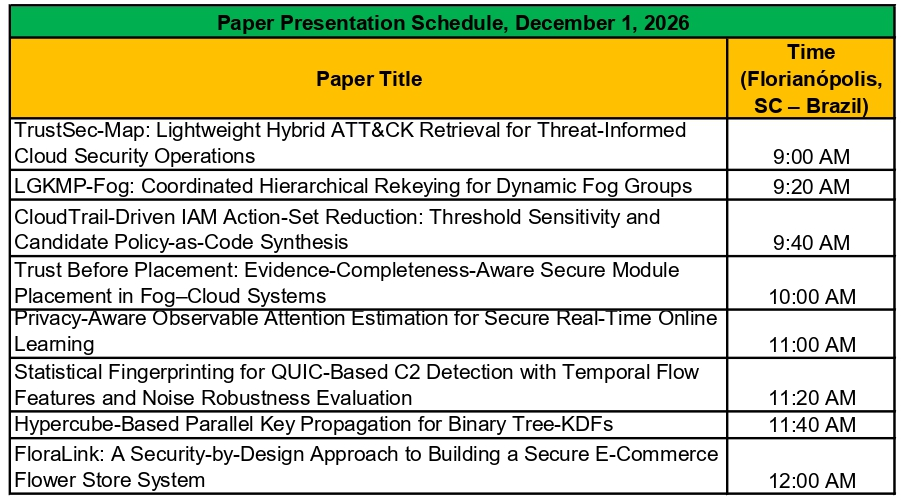 Paper Presentation Schedule, December 1, 2026
Paper Title
Time
(Florianópolis,
SC – Brazil)
TrustSec-Map: Lightweight Hybrid ATT&CK Retrieval for Threat-Informed
Cloud Security Operations
9:00 AM
LGKMP-Fog: Coordinated Hierarchical Rekeying for Dynamic Fog Groups
9:20 AM
CloudTrail-Driven IAM Action-Set Reduction: Threshold Sensitivity and
Candidate Policy-as-Code Synthesis
9:40 AM
Trust Before Placement: Evidence-Completeness-Aware Secure Module
Placement in Fog–Cloud Systems
10:00 AM
Privacy-Aware Observable Attention Estimation for Secure Real-Time Online
Learning
11:00 AM
Statistical Fingerprinting for QUIC-Based C2 Detection with Temporal Flow
Features and Noise Robustness Evaluation
11:20 AM
Hypercube-Based Parallel Key Propagation for Binary Tree-KDFs
11:40 AM
FloraLink: A Security-by-Design Approach to Building a Secure E-Commerce
Flower Store System
12:00 AM